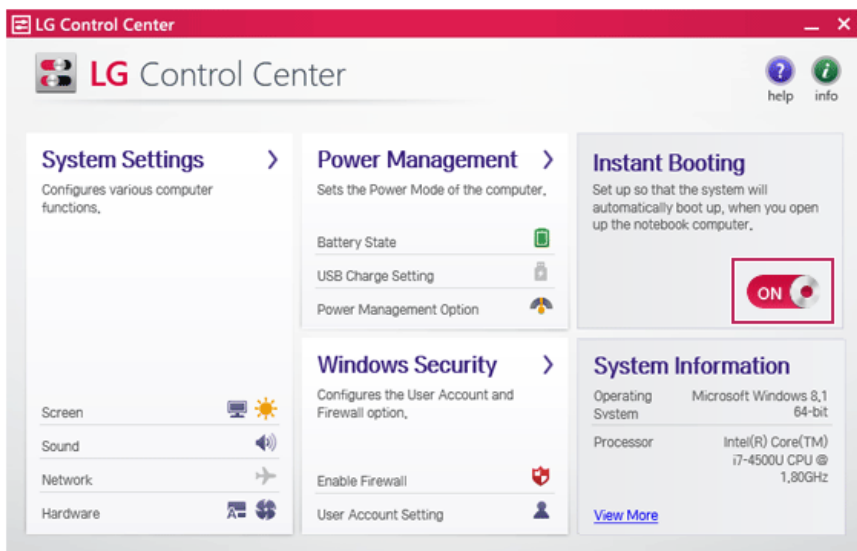 LG Control Center
LG Control Center
help
info
System Settings
Configures various computer
functions.
Screen
Sound
Network
Hardware
Power Management
Sets the Power Mode of the computer.
Battery State
USB Charge Setting
Power Management Option
Windows Security
Configures the User Account and
Firewall option.
Enable Firewall
User Account Setting
Instant Booting
Set up so that the system will
automatically boot up, when you open
up the notebook computer.
ON
System Information
Operating Microsoft Windows 8.1
System 64-bit
Processor Intel(R) Core(TM)
i7-4500U CPU @
1.80GHz
View More